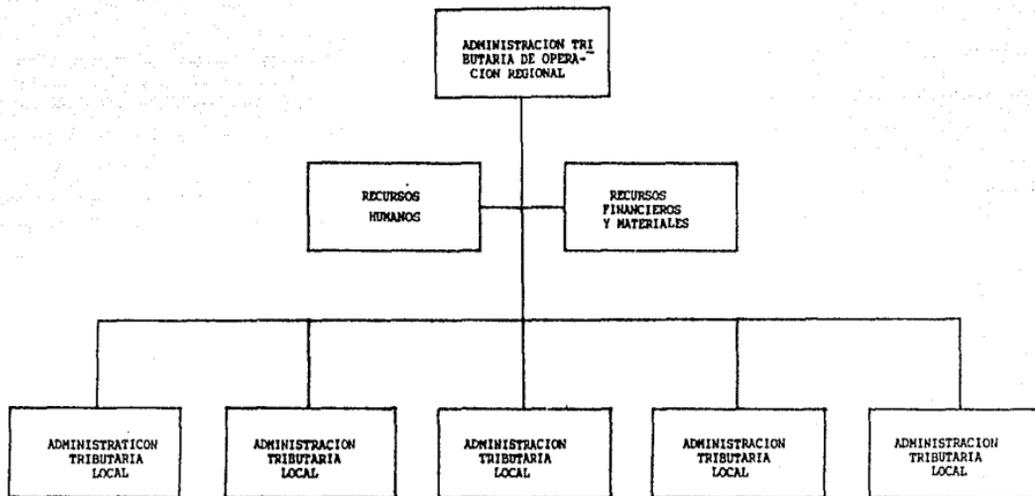 ADMINISTRACION TRI
BUTARIA DE OPERA-
CION REGIONAL
RECURSOS
HUMANOS
RECURSOS
FINANCIEROS
Y MATERIALES
ADMINISTRATICON
TRIBUTARIA
LOCAL
ADMINISTRACION
TRIBUTARIA
LOCAL
ADMINISTRACION
TRIBUTARIA
LOCAL
ADMINISTRACION
TRIBUTARIA
LOCAL
ADMINISTRACION
TRIBUTARIA
LOCAL